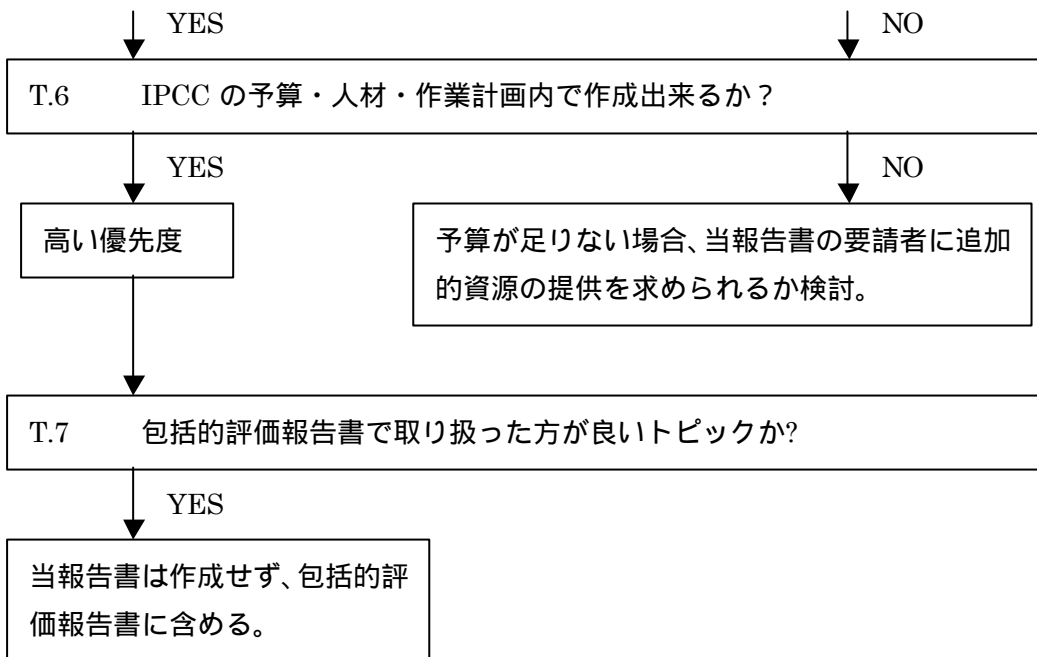 YES
NO
T.6 IPCC の予算・人材・作業計画内で作成出来るか？
YES
NO
高い優先度
予算が足りない場合、当報告書の要請者に追加
的資源の提供を求められるか検討。
T.7 包括的評価報告書で取り扱った方が良いトピックか?
YES
当報告書は作成せず、包括的評
価報告書に含める。